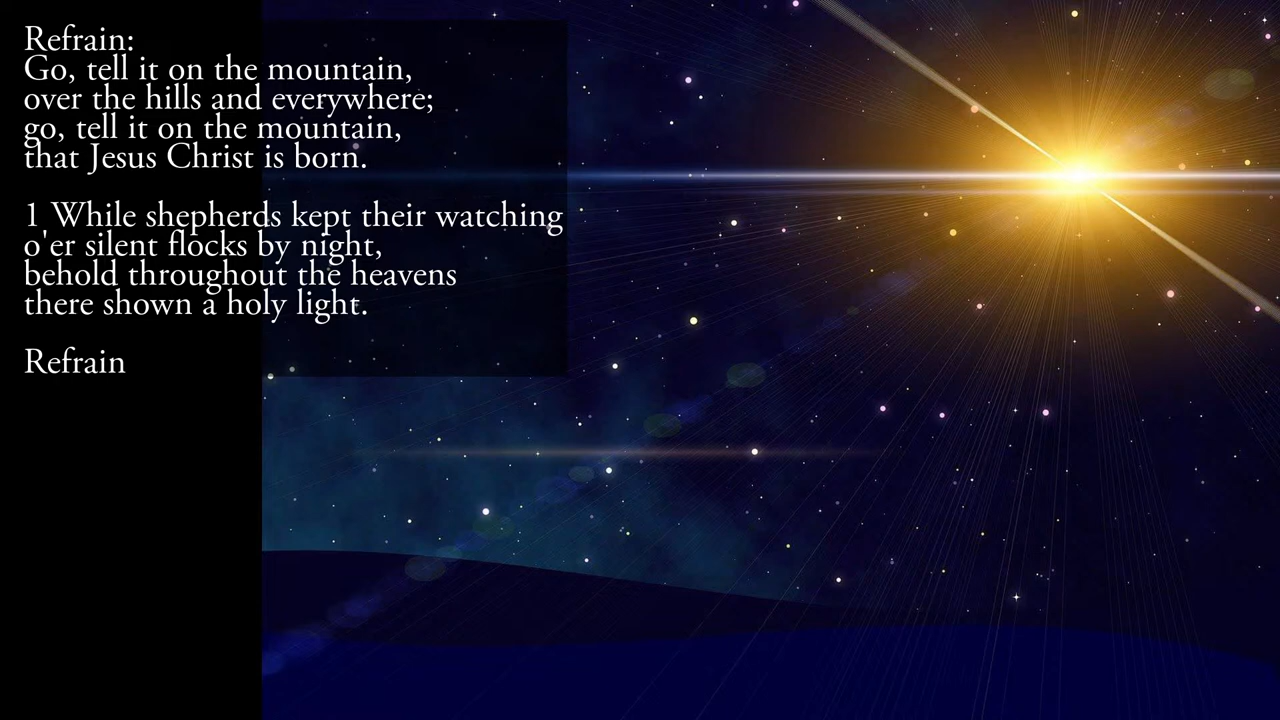 Refrain:
Go, tell it on the mountain,
over the hills and everywhere;
go, tell it on the mountain,
that Jesus Christ is born.
1 While shepherds kept their watching
o'er silent flocks by night,
behold throughout the heavens
there shown a holy light.
Refrain